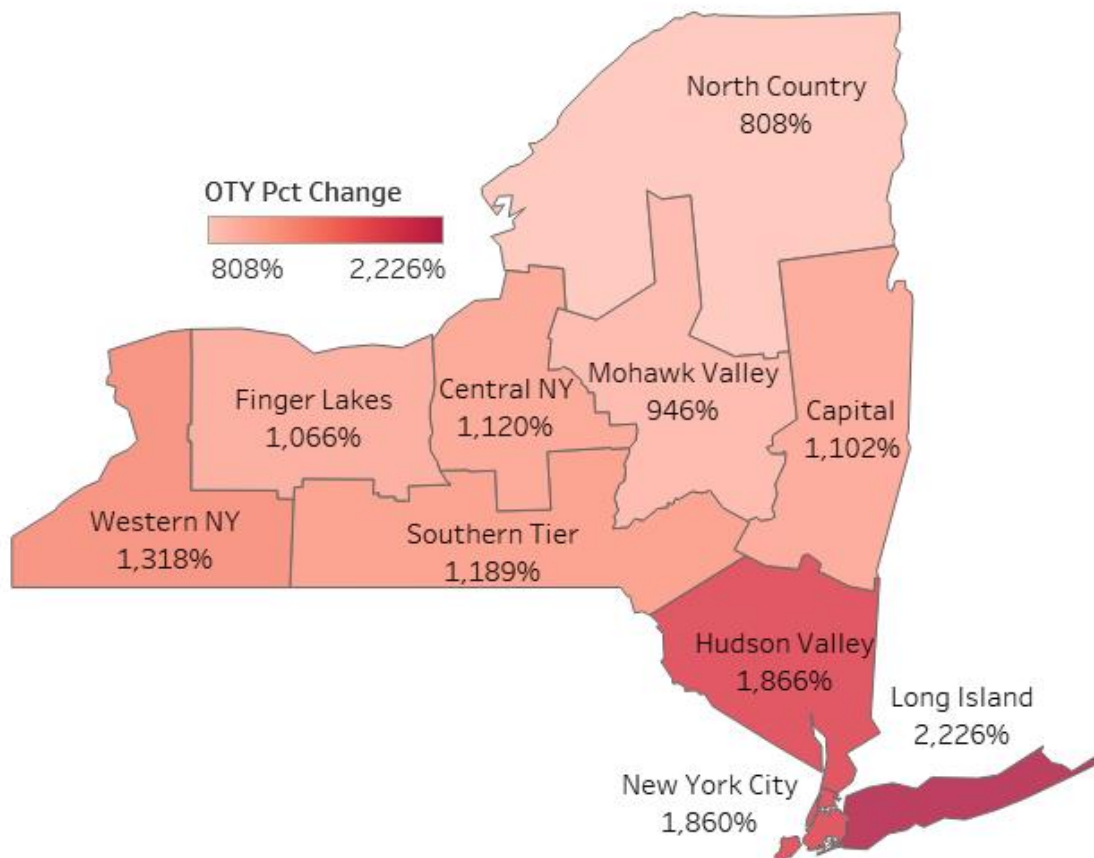 North Country
808%
OTY Pct Change
808% 2,226%
Finger Lakes
1,066%
Central NY
1,120%
Mohawk Valley
946%
Capital
1,102%
Western NY
1,318%
Southern Tier
1,189%
Hudson Valley
1,866%
Long Island
2,226%
New York City
1,860%